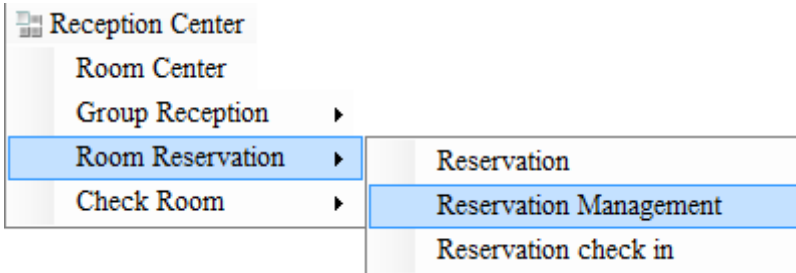 Reception Center
Room Center
Group Reception
Room Reservation
Check Room
Reservation
Reservation Management
Reservation check in